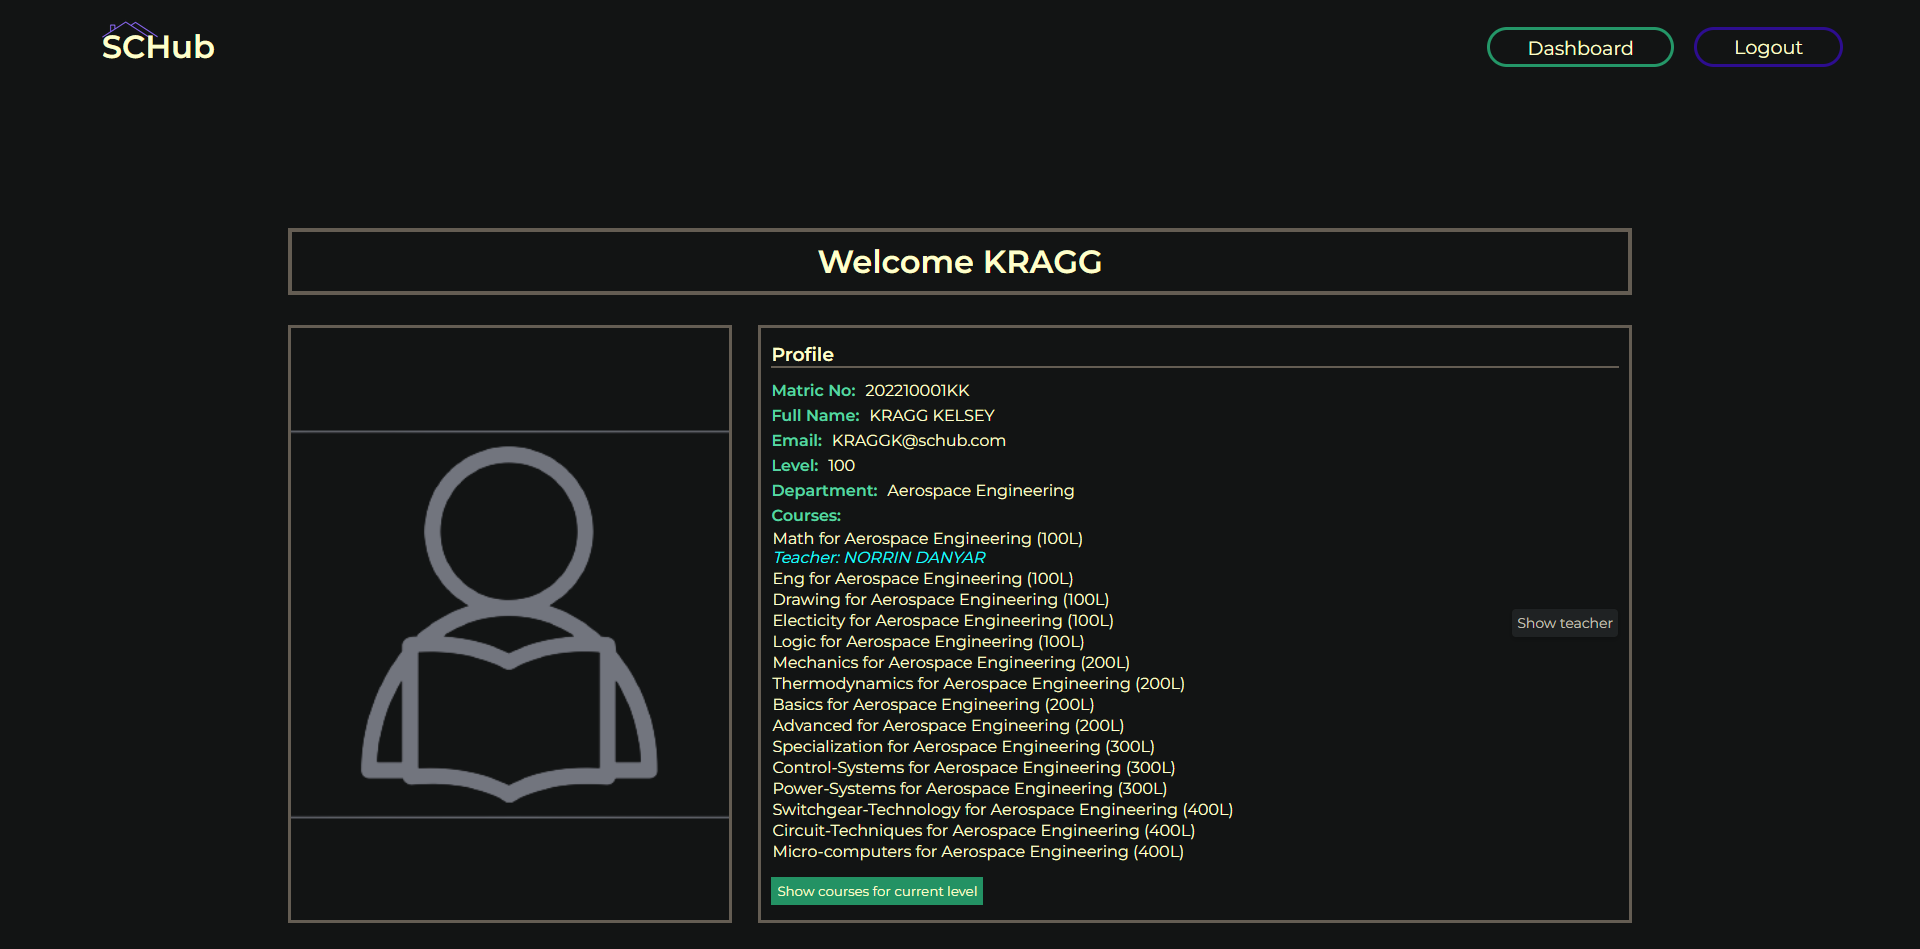 SCHub
Dashboard
Logout
Welcome KRAGG
Profile
Matric No: 202210001KK
Full Name: KRAGG KELSEY
Email: KRAGGK@schub.com
Level: 100
Department: Aerospace Engineering
Courses:
Math for Aerospace Engineering (100L)
Teacher: NORRIN DANYAR
Eng for Aerospace Engineering (100L)
Drawing for Aerospace Engineering (100L)
Electicity for Aerospace Engineering (100L)
Show teacher
Logic for Aerospace Engineering (100L)
Mechanics for Aerospace Engineering (200L)
Thermodynamics for Aerospace Engineering (200L)
Basics for Aerospace Engineering (200L)
Advanced for Aerospace Engineering (200L)
Specialization for Aerospace Engineering (300L)
Control-Systems for Aerospace Engineering (300L)
Power-Systems for Aerospace Engineering (300L)
Switchgear-Technology for Aerospace Engineering (400L)
Circuit-Techniques for Aerospace Engineering (400L)
Micro-computers for Aerospace Engineering (400L)
Show courses for current level